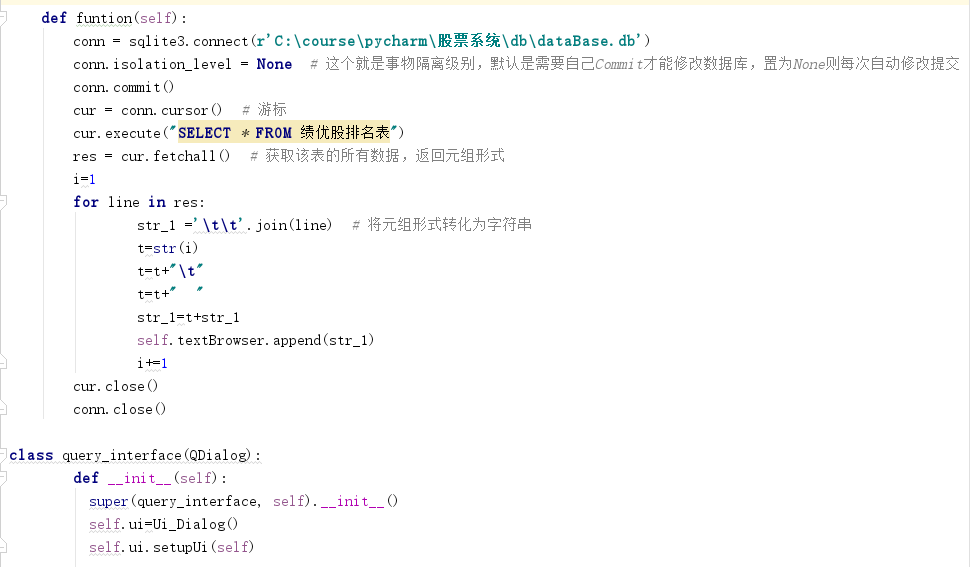 def funtion(self):
conn = sqlite3.connect(r'C:\course\pycharm\股票系统\db\dataBase.db')
conn.isolation_level = None  # 这个就是事物隔离级别，默认是需要自己Commit才能修改数据库，置为None则每次自动修改提交
conn.commit()
cur = conn.cursor()  # 游标
cur.execute("SELECT * FROM 绩优股排名表")
res = cur.fetchall()  # 获取该表的所有数据，返回元组形式
i=1
for line in res:
str_1 ='\t\t'.join(line)  # 将元组形式转化为字符串
t=str(i)
t=t+"\t"
t=t+"  "
str_1=t+str_1
self.textBrowser.append(str_1)
i+=1
cur.close()
conn.close()
class query_interface(QDialog):
def __init__(self):
super(query_interface, self).__init__()
self.ui=Ui_Dialog()
self.ui.setupUi(self)